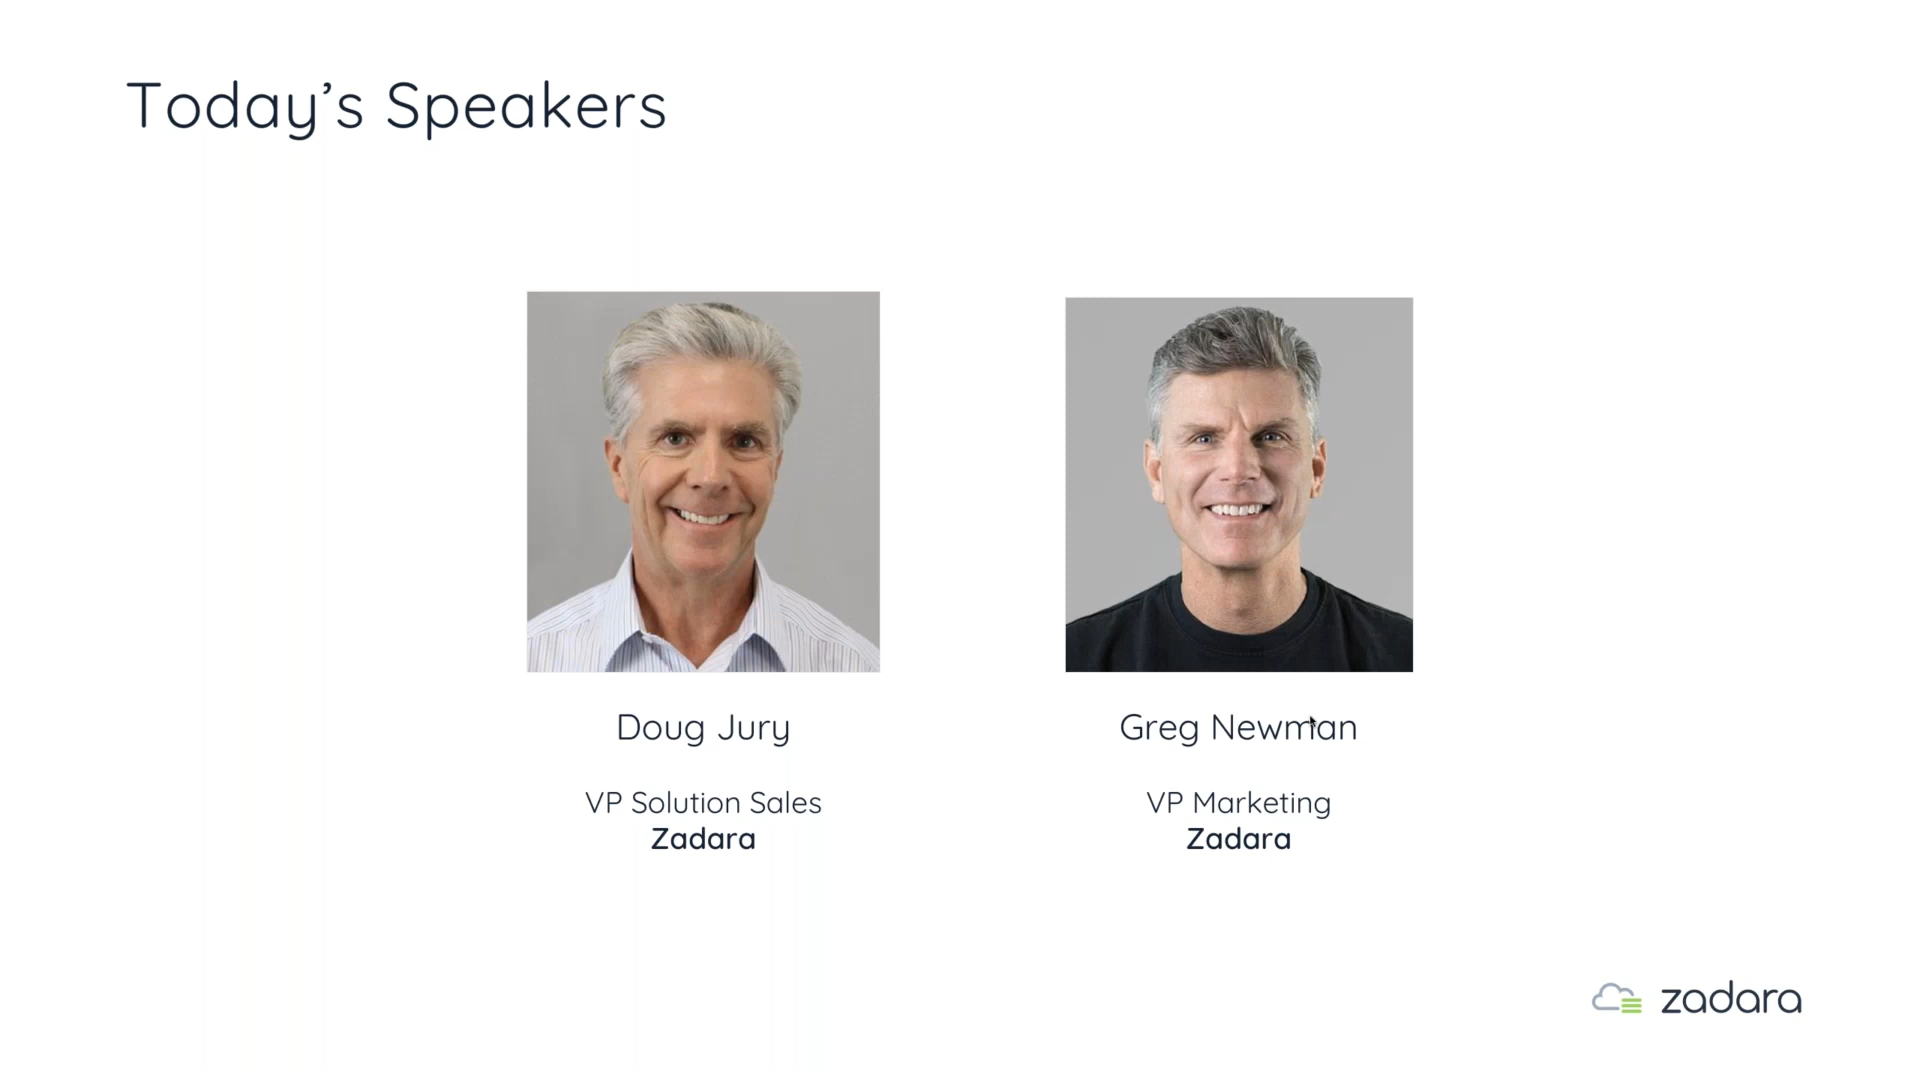 Today’s Speakers
Doug Jury
VP Solution Sales
Zadara
Greg Newman
VP Marketing
Zadara
zadara